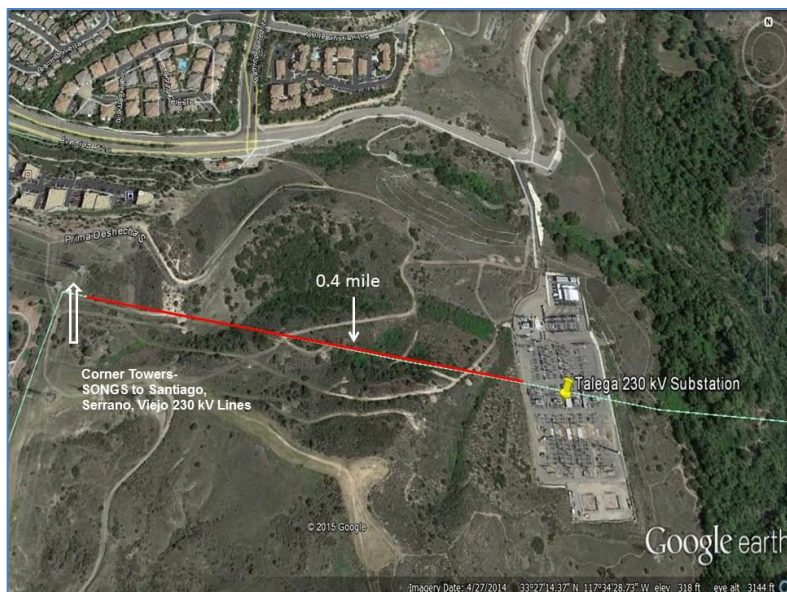 N
Avenida Pico
Prima Deshecha S
0.4 mile
Corner Towers-
SONGS to Santiago,
Serrano, Viejo 230 kV Lines
Talega 230 kV Substation
© 2015 Google
Google earth
Imagery Date: 4/27/2014 33°27'14.37" N 117°34'28.73" W elev 318 ft eye alt 3144 ft